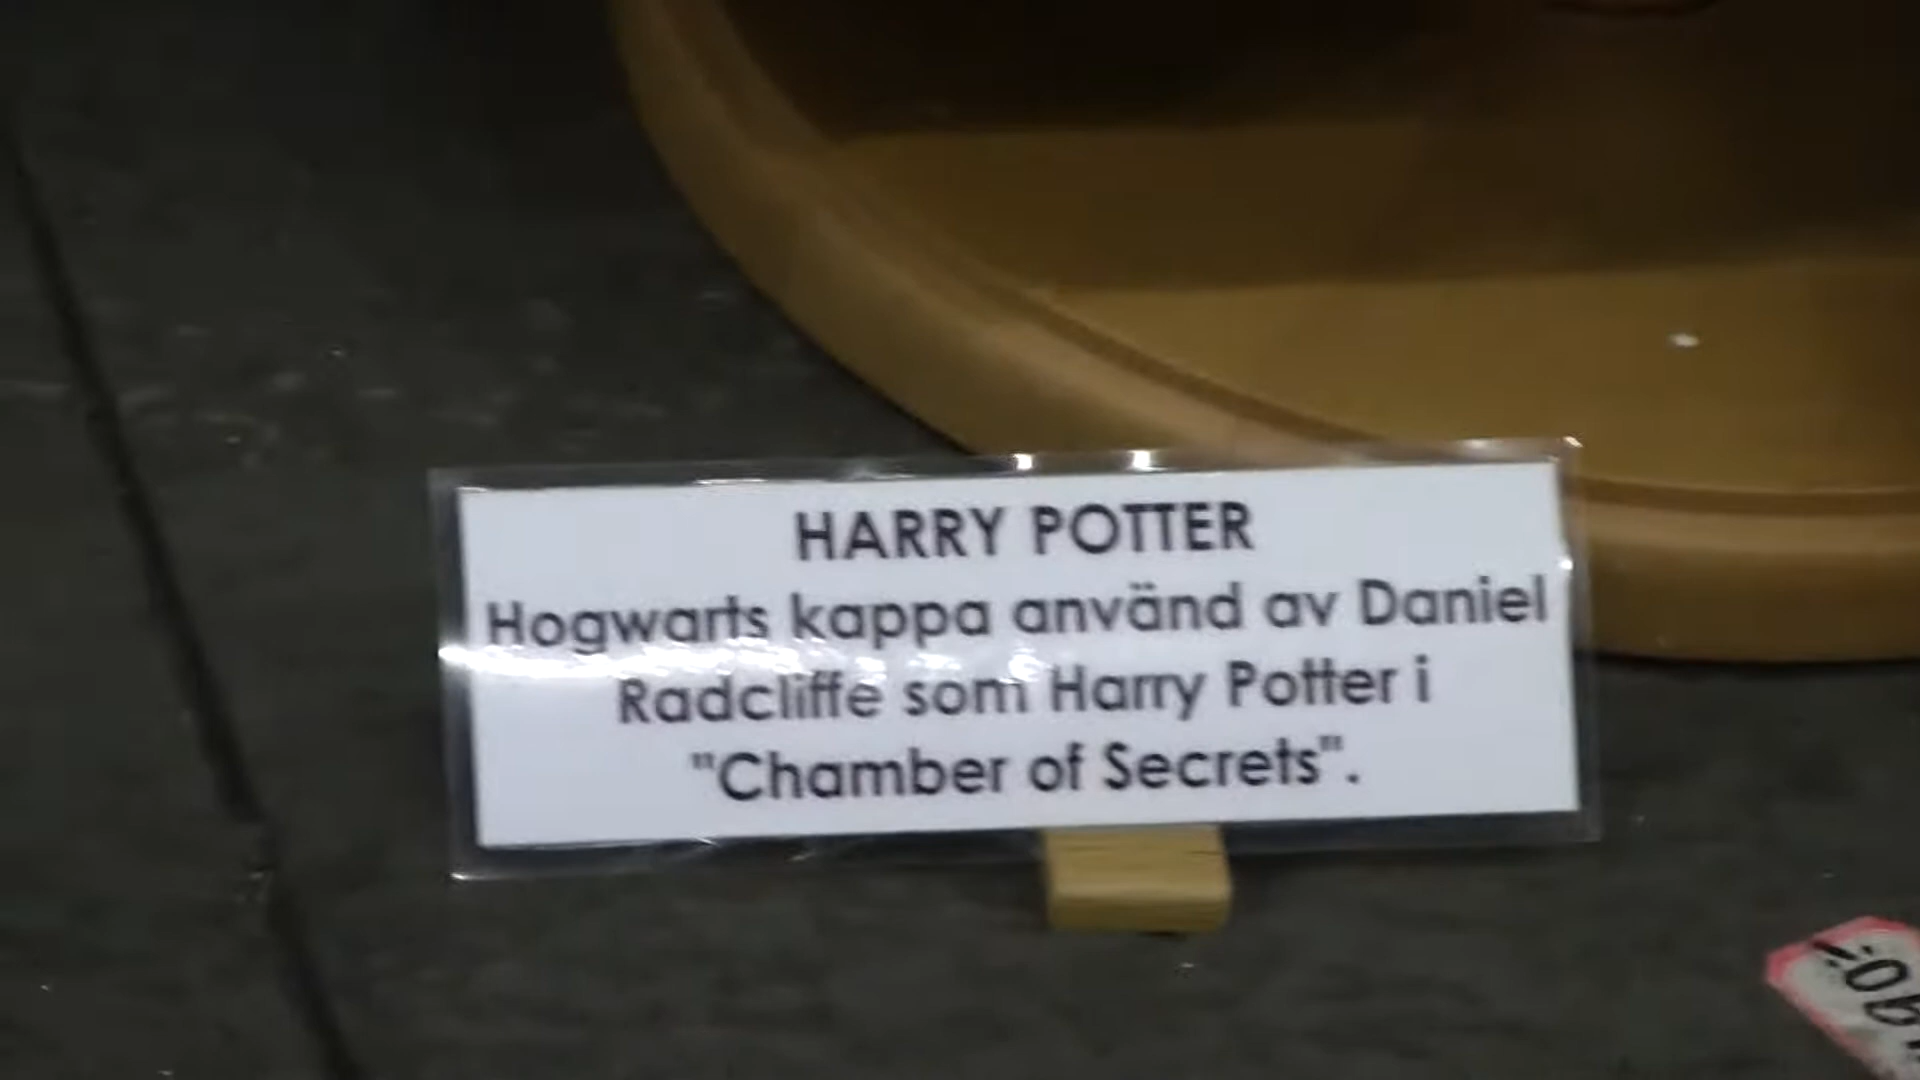 HARRY POTTER
Hogwarts kappa använd av Daniel
Radcliffe som Harry Potter i
"Chamber of Secrets".